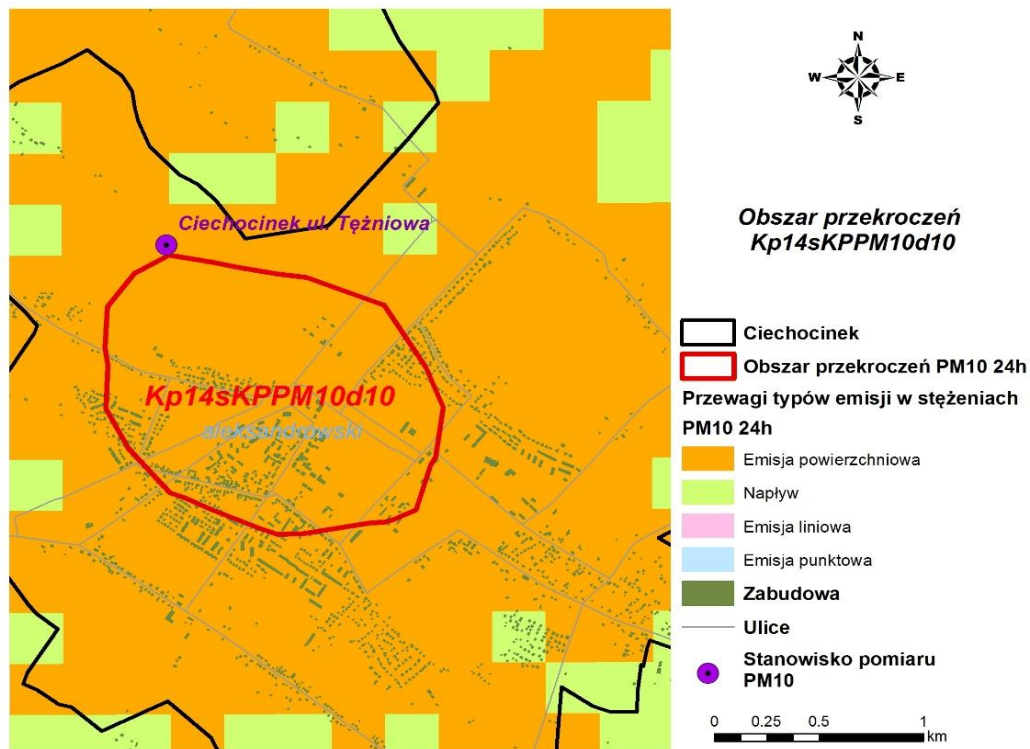 Ciechocinek ul. Tężniowa
Kp14sKPPM10d10
aleksandrowski
N
W E
S
Obszar przekroczeń
Kp14sKPPM10d10
Ciechocinek
Obszar przekroczeń PM10 24h
Przewagi typów emisji w stężeniach
PM10 24h
Emisja powierzchniowa
Napływ
Emisja liniowa
Emisja punktowa
Zabudowa
Ulice
Stanowisko pomiaru
PM10
0 0.25 0.5 1
km